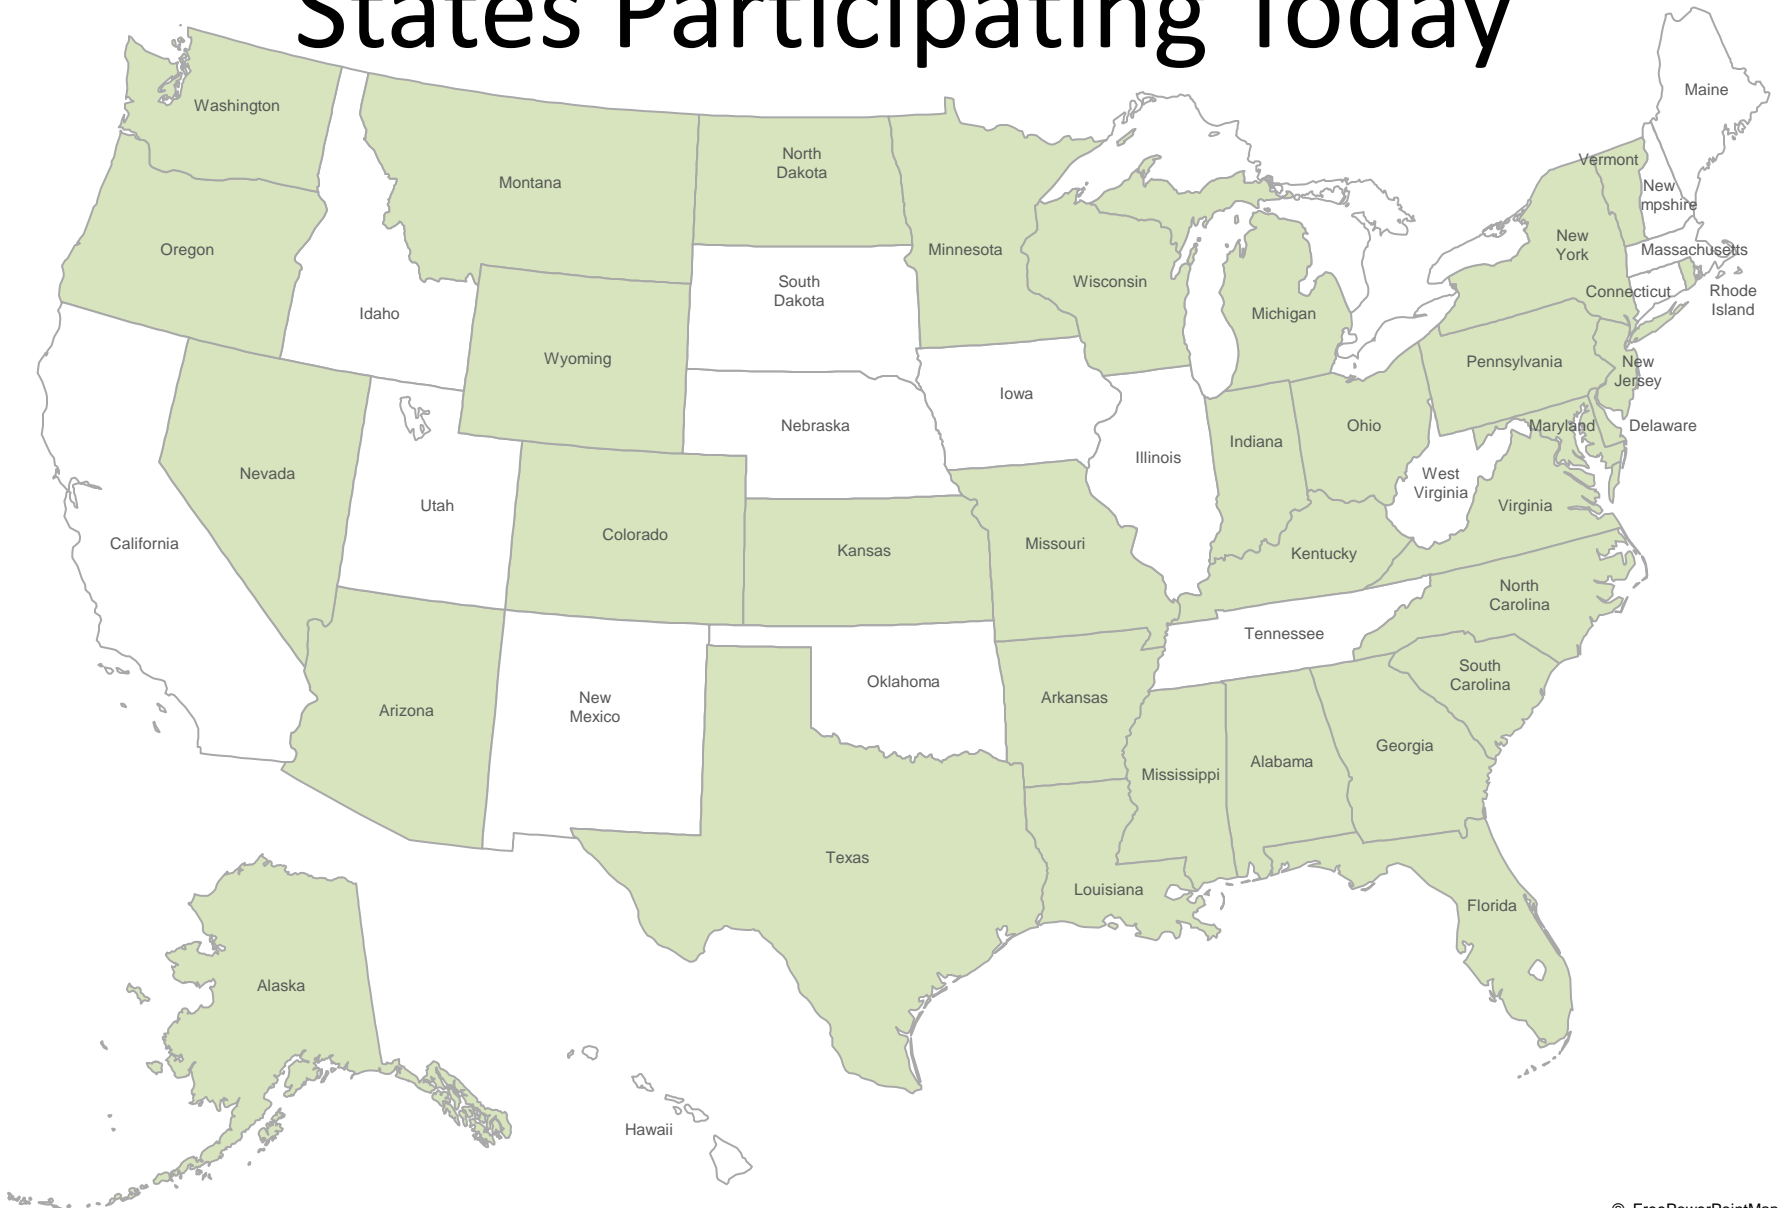 States Participating Today
Maine
Washington
Vermont
North
Dakota
Montana
New
mpshire
Oregon
Minnesota
New
York
Massachusetts
Wisconsin
South
Dakota
Connecticut
Rhode
Island
Idaho
Michigan
Wyoming
Pennsylvania
New
Jersey
Iowa
Nebraska
Ohio
Maryland
Delaware
Indiana
Illinois
Nevada
West
Virginia
Utah
Virginia
Colorado
California
Kansas
Missouri
Kentucky
North
Carolina
Tennessee
Oklahoma
South
Carolina
Arkansas
New
Mexico
Arizona
Georgia
Alabama
Mississippi
Texas
Louisiana
Florida
Alaska
Hawaii
© FreePowerPointMap